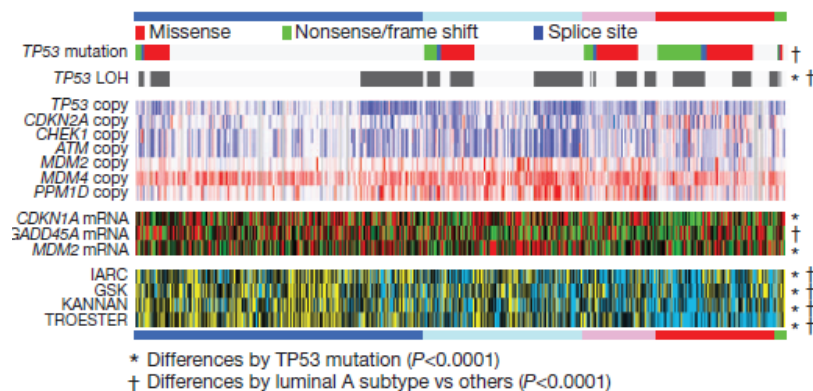 Missense Nonsense/frame shift Splice site
TP53 mutation †
TP53 LOH * †
TP53 copy
CDKN2A copy
CHEK1 copy
ATM copy
MDM2 copy
MDM4 copy
PPM1D copy
CDKN1A mRNA *
GADD45A mRNA †
MDM2 mRNA *
IARC * †
GSK * †
KANNAN * †
TROESTER * †
* Differences by TP53 mutation (P<0.0001)
† Differences by luminal A subtype vs others (P<0.0001)